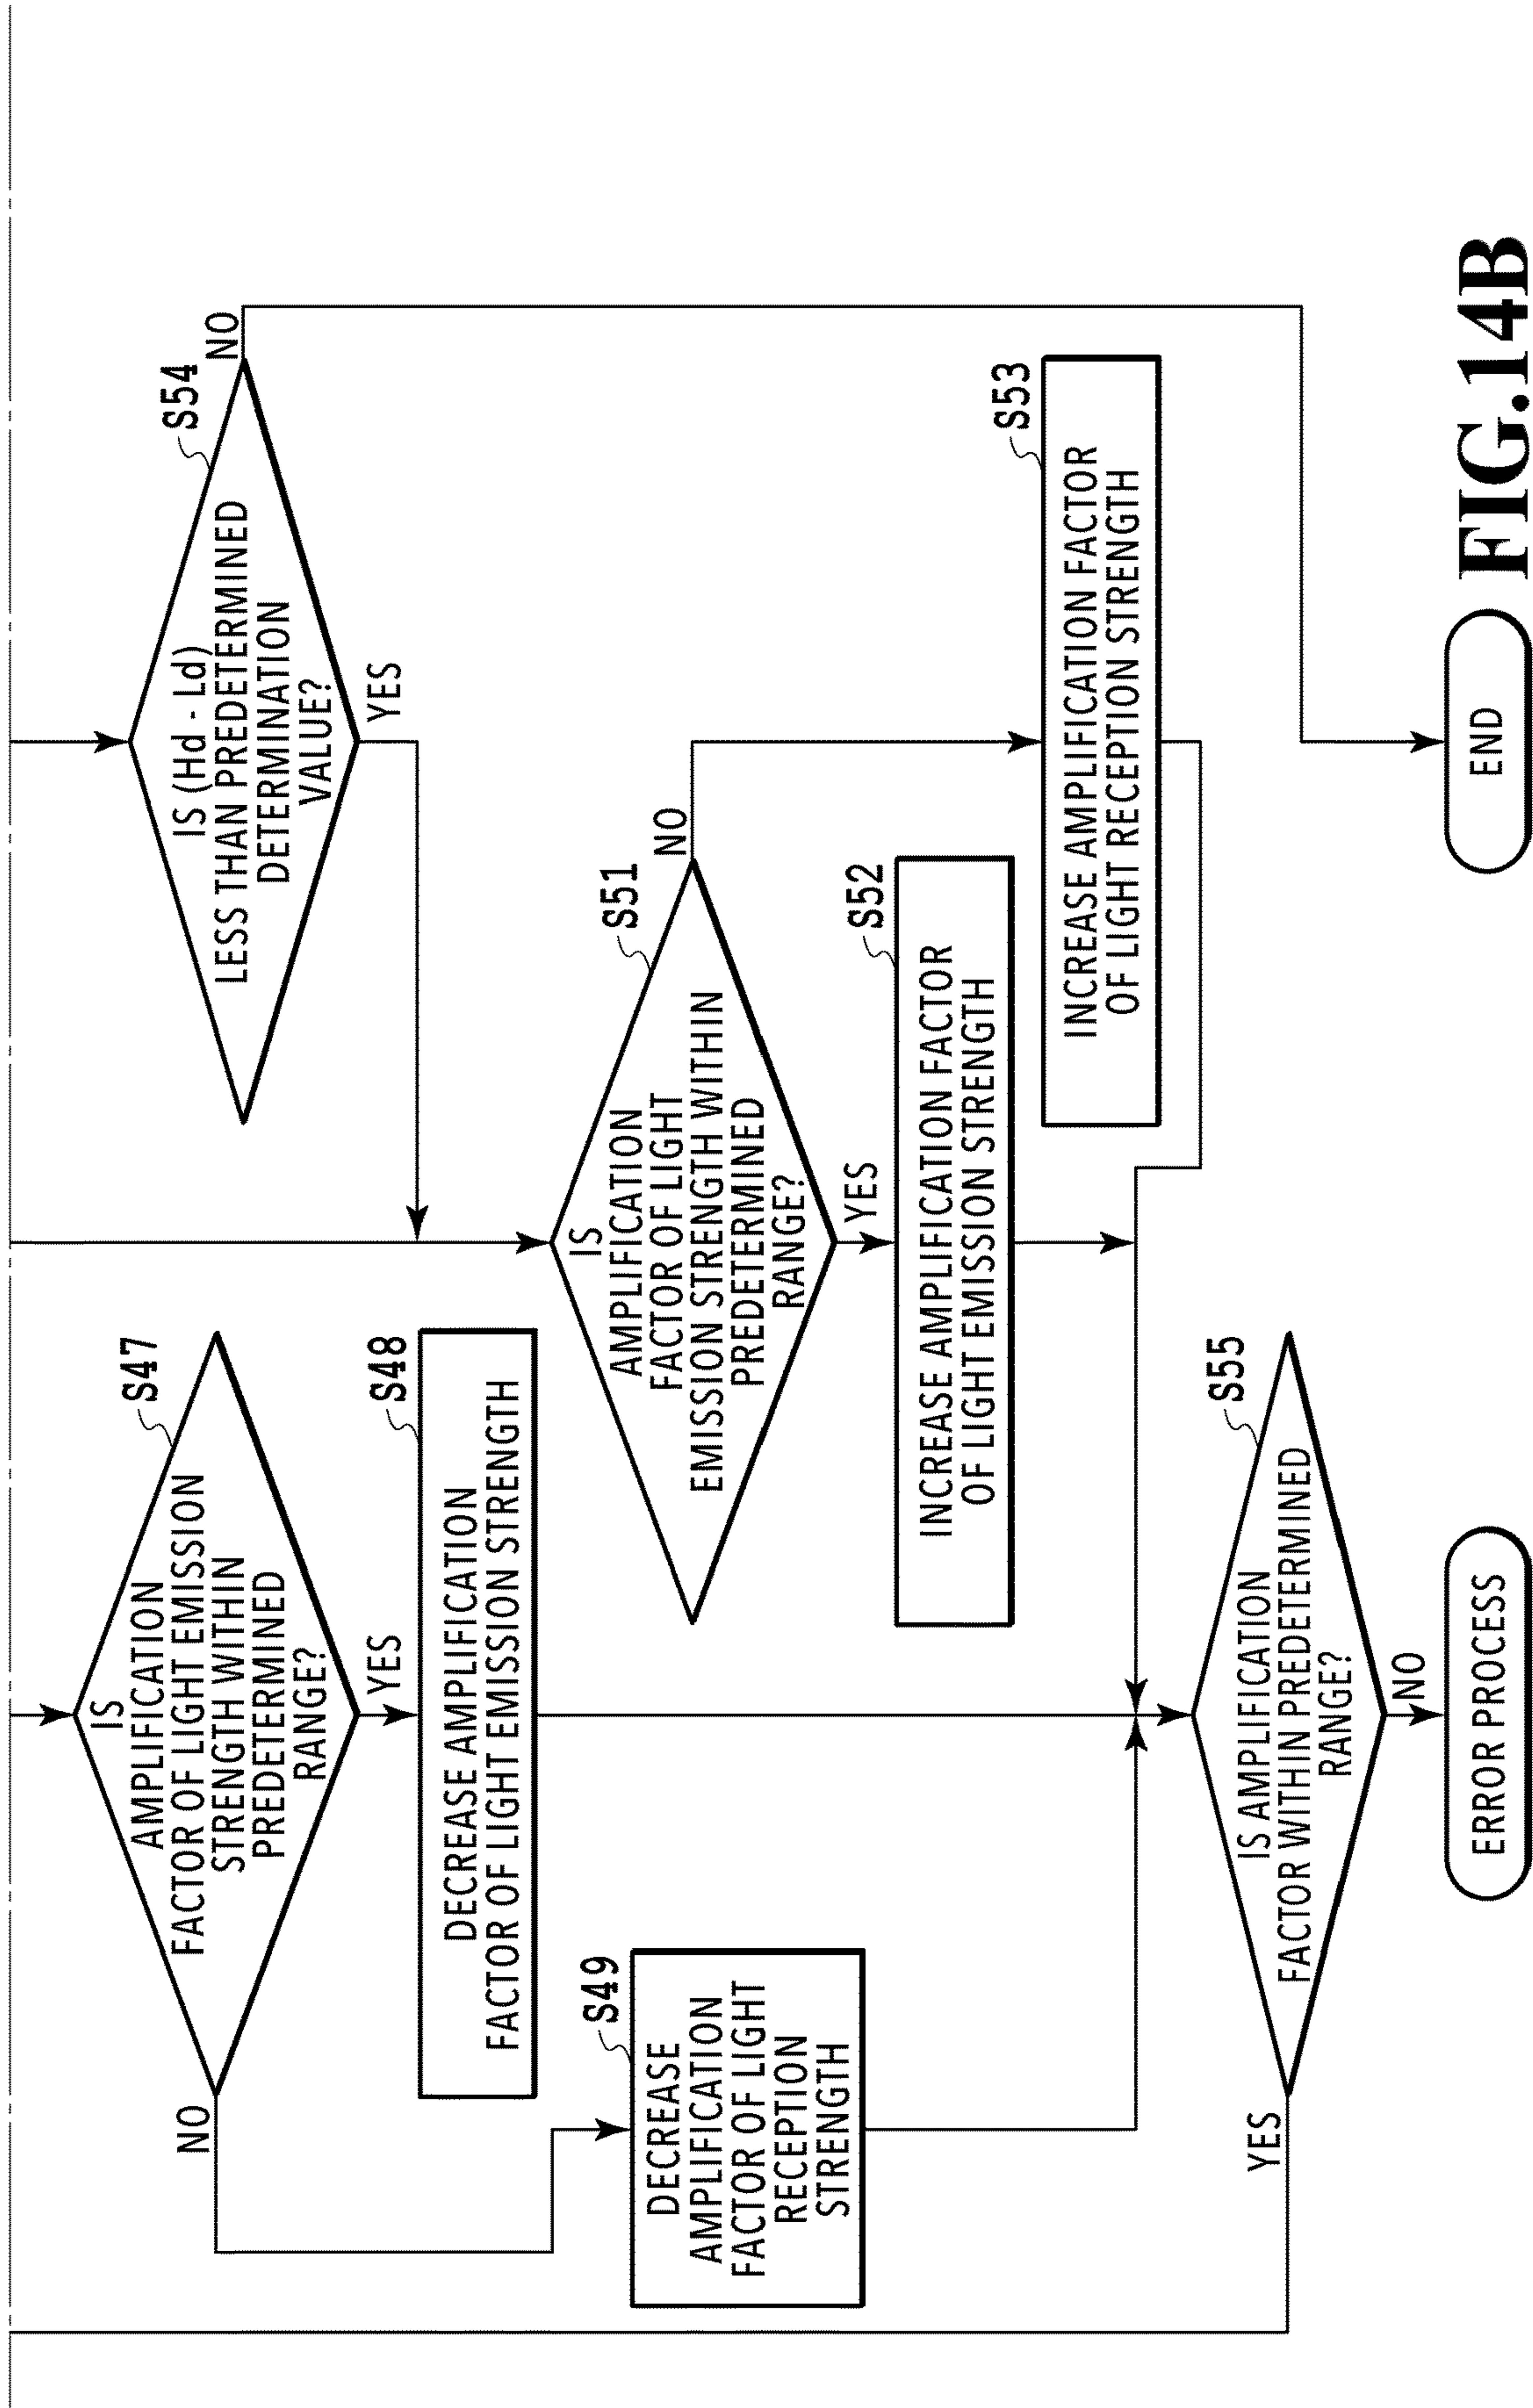 S47
IS
AMPLIFICATION
FACTOR OF LIGHT EMISSION
STRENGTH WITHIN
PREDETERMINED
RANGE?
NO
YES
S48
DECREASE AMPLIFICATION
FACTOR OF LIGHT EMISSION STRENGTH
S49
DECREASE
AMPLIFICATION
FACTOR OF LIGHT
RECEPTION
STRENGTH
S54
IS (Hd - Ld)
LESS THAN PREDETERMINED
DETERMINATION
VALUE?
NO
YES
S51
IS
AMPLIFICATION
FACTOR OF LIGHT
EMISSION STRENGTH WITHIN
PREDETERMINED
RANGE?
NO
YES
S52
INCREASE AMPLIFICATION FACTOR
OF LIGHT EMISSION STRENGTH
S53
INCREASE AMPLIFICATION FACTOR
OF LIGHT RECEPTION STRENGTH
S55
IS AMPLIFICATION
FACTOR WITHIN PREDETERMINED
RANGE?
YES
NO
ERROR PROCESS
END
FIG.14B